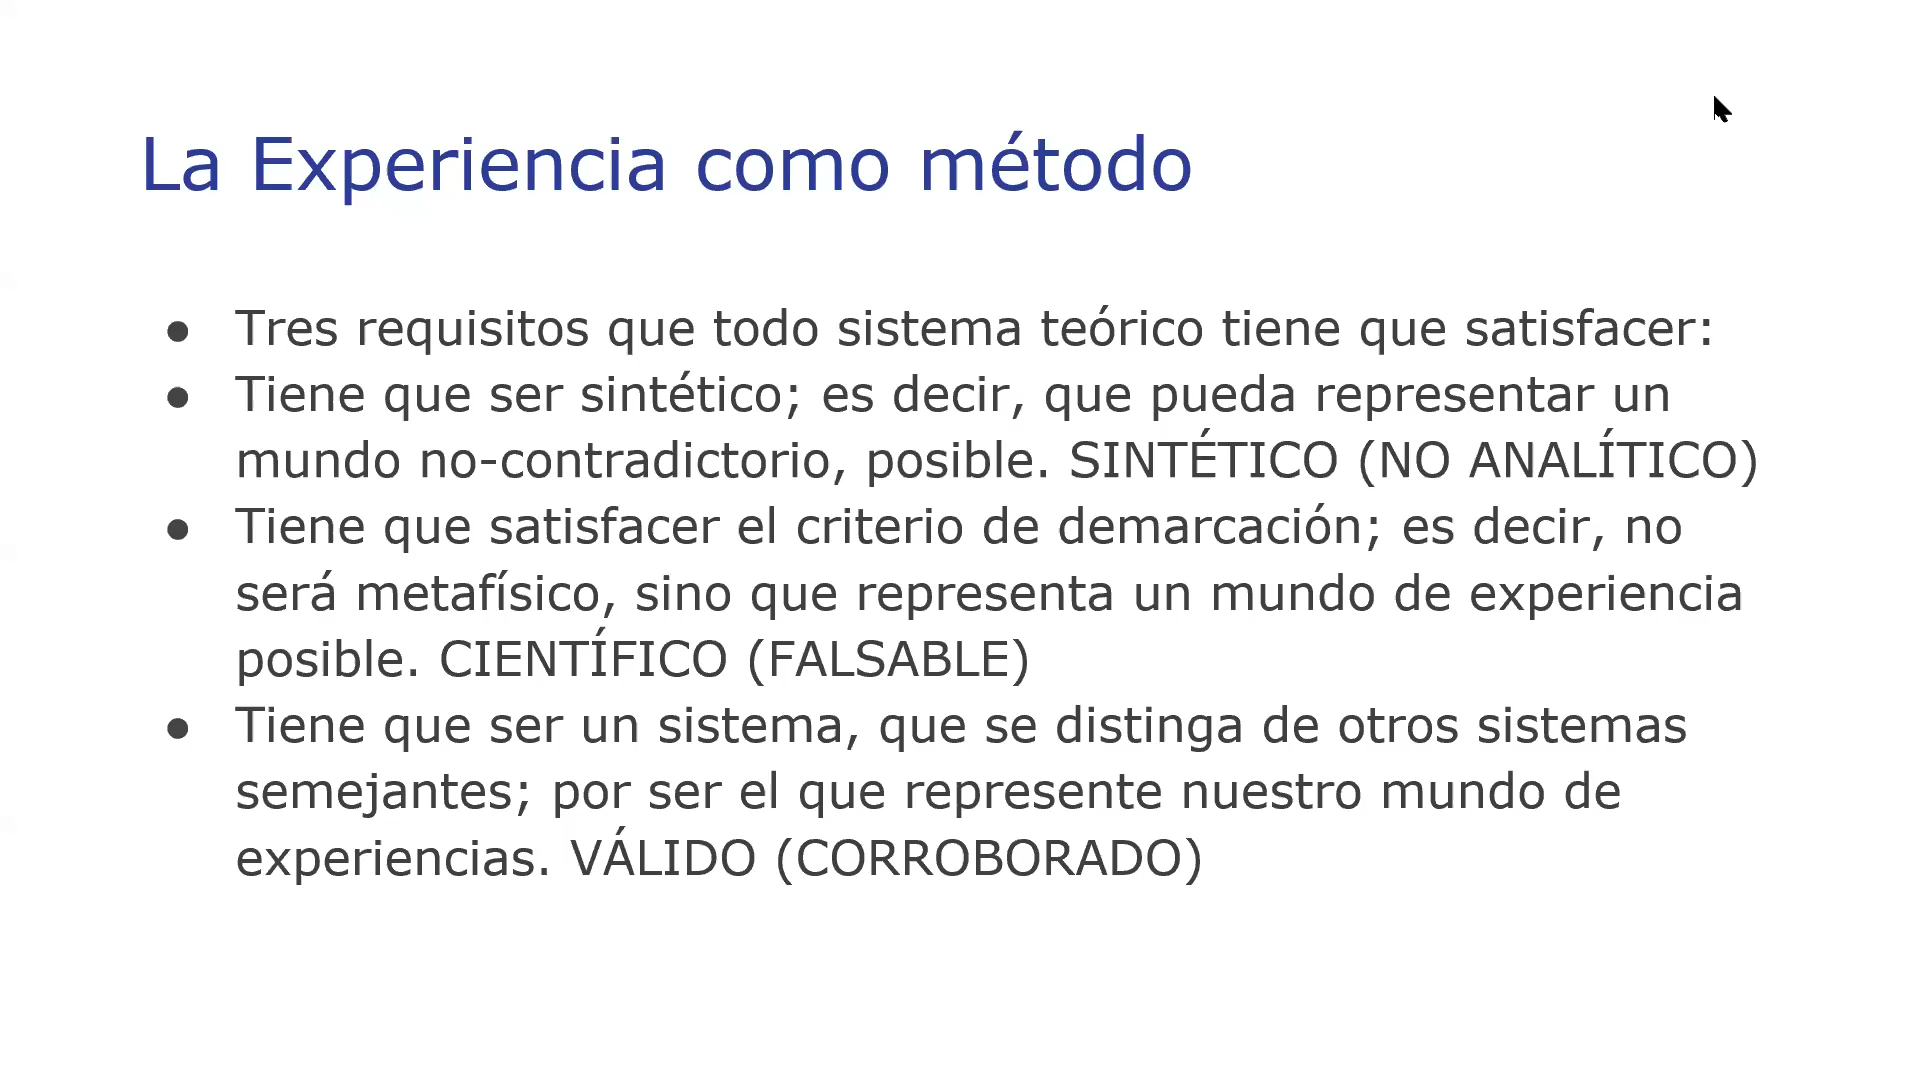 La Experiencia como método
● Tres requisitos que todo sistema teórico tiene que satisfacer:
● Tiene que ser sintético; es decir, que pueda representar un
mundo no-contradictorio, posible. SINTÉTICO (NO ANALÍTICO)
● Tiene que satisfacer el criterio de demarcación; es decir, no
será metafísico, sino que representa un mundo de experiencia
posible. CIENTÍFICO (FALSABLE)
● Tiene que ser un sistema, que se distinga de otros sistemas
semejantes; por ser el que represente nuestro mundo de
experiencias. VÁLIDO (CORROBORADO)